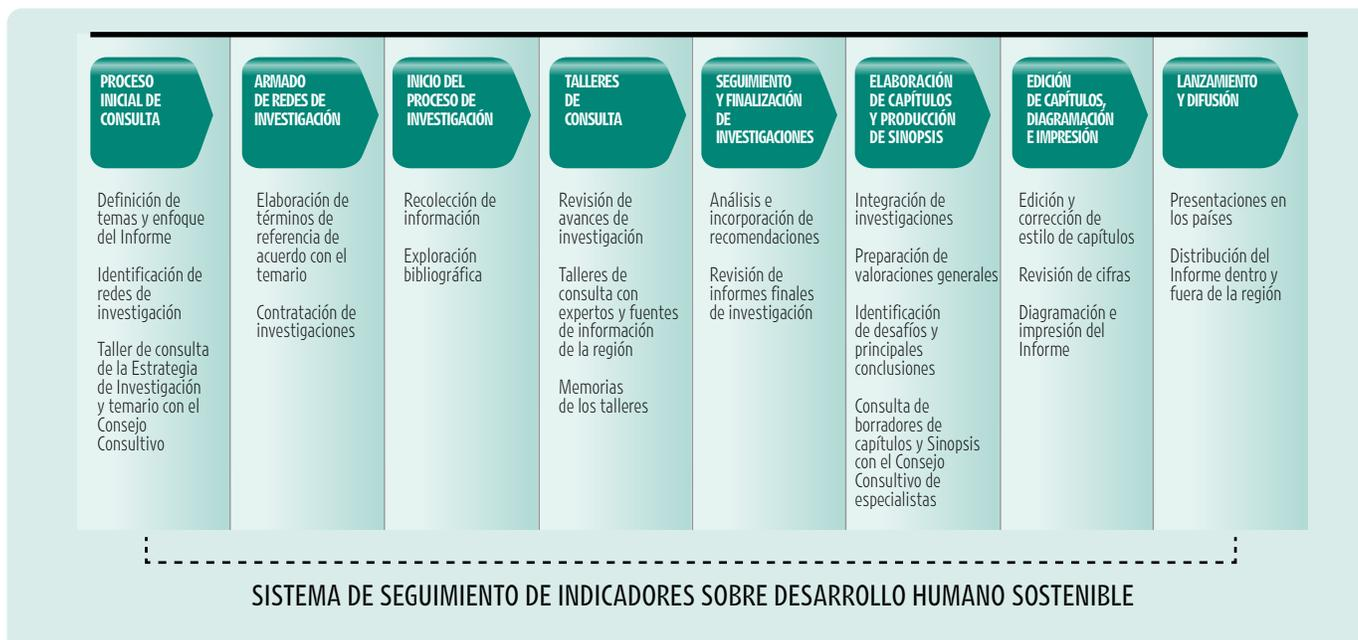 PROCESO
INICIAL DE
CONSULTA
Definición de
temas y enfoque
del Informe
Identificación de
redes de
investigación
Taller de consulta
de la Estrategia
de Investigación
y temario con el
Consejo
Consultivo
ARMADO
DE REDES DE
INVESTIGACIÓN
Elaboración de
términos de
referencia de
acuerdo con el
temario
Contratación de
investigaciones
INICIO DEL
PROCESO DE
INVESTIGACIÓN
Recolección de
información
Exploración
bibliográfica
TALLERES
DE
CONSULTA
Revisión de
avances de
investigación
Talleres de
consulta con
expertos y fuentes
de información
de la región
Memorias
de los talleres
SEGUIMIENTO
Y FINALIZACIÓN
DE
INVESTIGACIONES
Análisis e
incorporación de
recomendaciones
Revisión de
informes finales
de investigación
ELABORACIÓN
DE CAPÍTULOS
Y PRODUCCIÓN
DE SINOPSIS
Integración de
investigaciones
Preparación de
valoraciones generales
Identificación
de desafíos y
principales
conclusiones
Consulta de
borradores de
capítulos y Sinopsis
con el Consejo
Consultivo de
especialistas
EDICIÓN
DE CAPÍTULOS,
DIAGRAMACIÓN
E IMPRESIÓN
Edición y
corrección de
estilo de capítulos
Revisión de cifras
Diagramación e
impresión del
Informe
LANZAMIENTO
Y DIFUSIÓN
Presentaciones en
los países
Distribución del
Informe dentro y
fuera de la región
SISTEMA DE SEGUIMIENTO DE INDICADORES SOBRE DESARROLLO HUMANO SOSTENIBLE